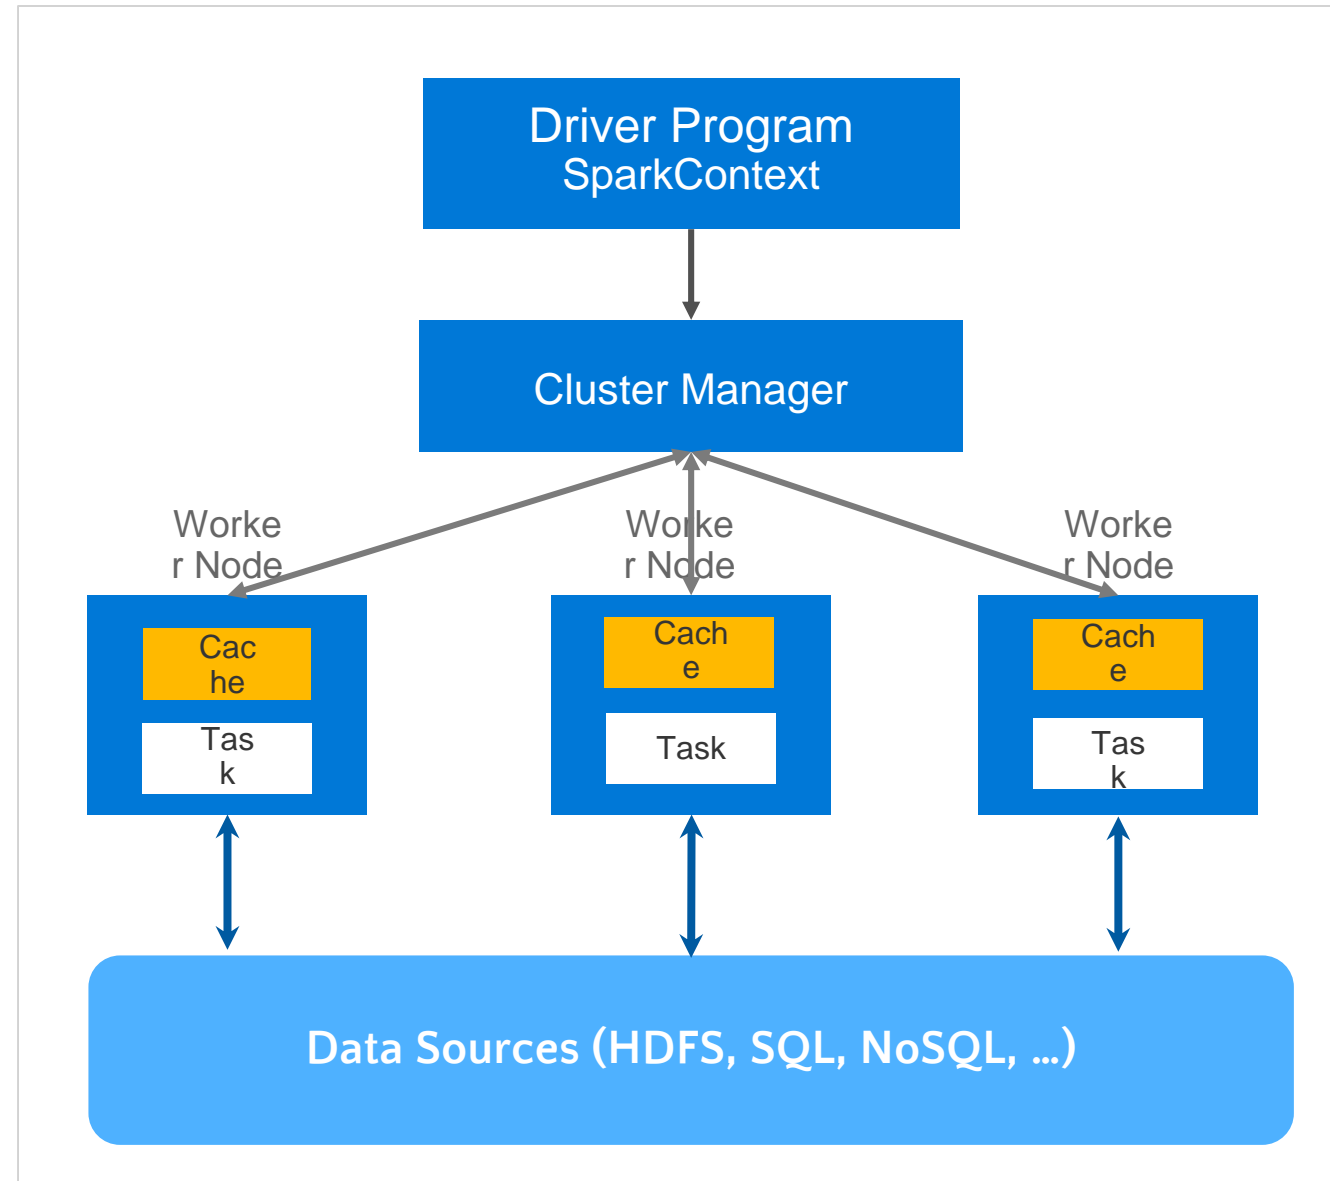 Driver Program
SparkContext
Cluster Manager
Worke
r Node
Worke
r Node
Worke
r Node
Cac
he
Tas
k
Cach
e
Task
Cach
e
Tas
k
Data Sources (HDFS, SQL, NoSQL, ...)